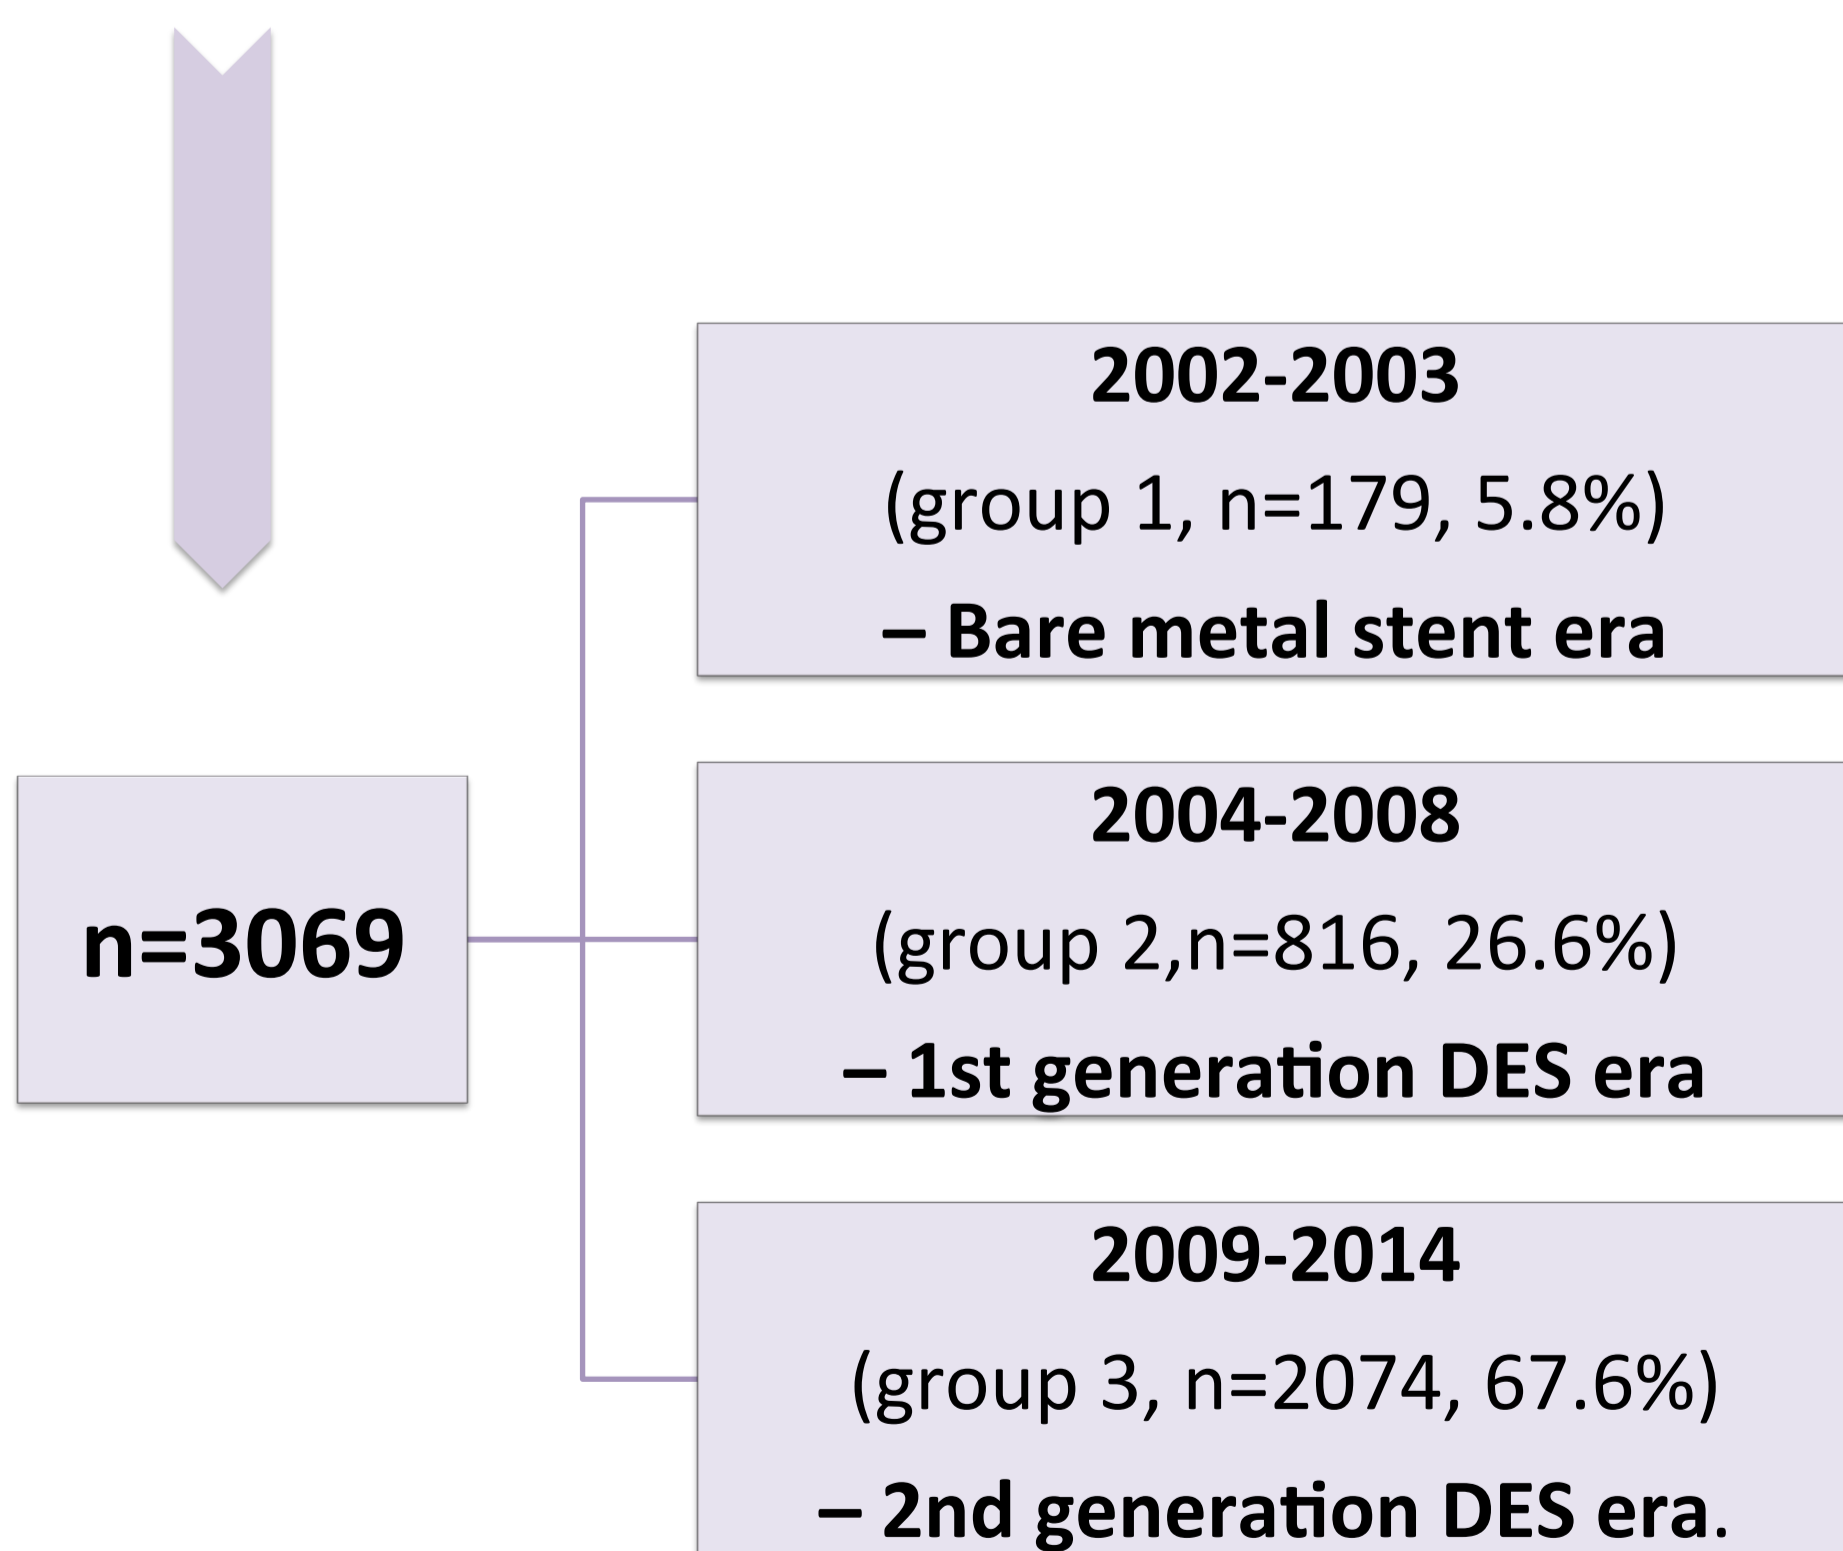 n=3069
2002-2003
(group 1, n=179, 5.8%)
– Bare metal stent era
2004-2008
(group 2,n=816, 26.6%)
– 1st generation DES era
2009-2014
(group 3, n=2074, 67.6%)
– 2nd generation DES era.